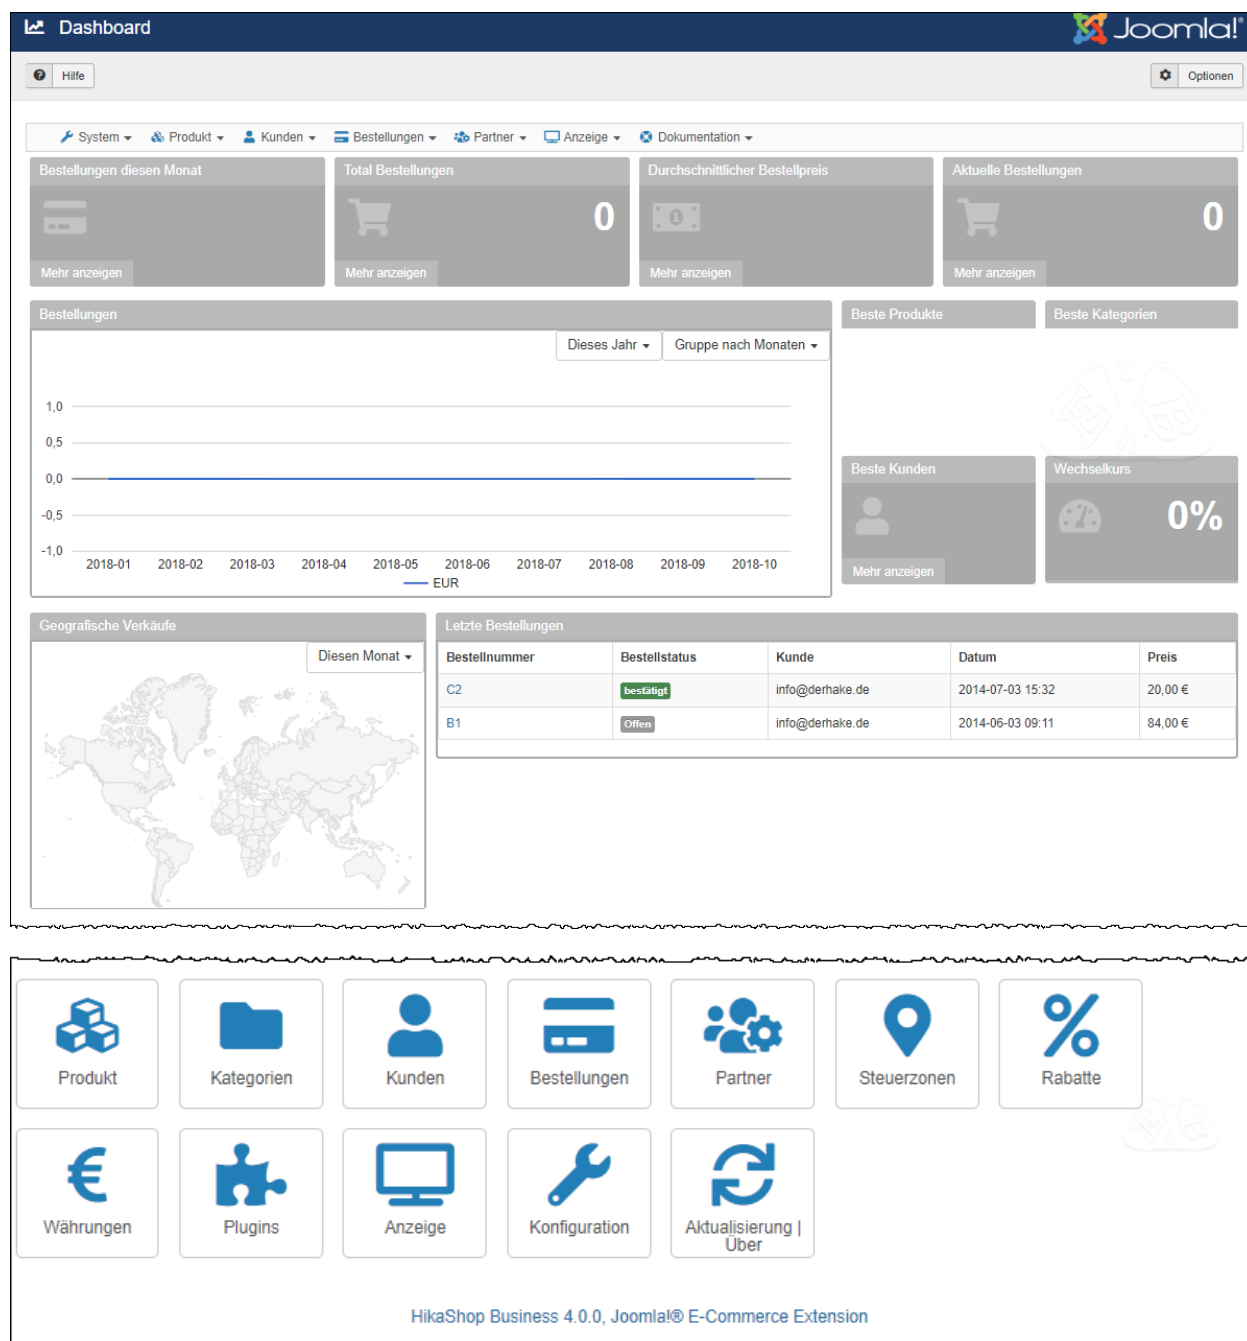 Dashboard
Joomla!®
Hilfe
Optionen
System
Produkt
Kunden
Bestellungen
Partner
Anzeige
Dokumentation
Bestellungen diesen Monat
Mehr anzeigen
Total Bestellungen
0
Mehr anzeigen
Durchschnittlicher Bestellpreis
1
Mehr anzeigen
Aktuelle Bestellungen
0
Mehr anzeigen
Bestellungen
Dieses Jahr
Gruppe nach Monaten
1,0
0,5
0,0
-0,5
-1,0
2018-01 2018-02 2018-03 2018-04 2018-05 2018-06 2018-07 2018-08 2018-09 2018-10
EUR
Beste Produkte
Beste Kategorien
E B
Beste Kunden
Mehr anzeigen
Wechselkurs
0%
Geografische Verkäufe
Diesen Monat
Letzte Bestellungen
Bestellnummer Bestellstatus Kunde Datum Preis
C2 bestätigt info@derhake.de 2014-07-03 15:32 20,00 €
B1 Offen info@derhake.de 2014-06-03 09:11 84,00 €
Produkt
Kategorien
Kunden
Bestellungen
Partner
Steuerzonen
Rabatte
E B
Währungen
Plugins
Anzeige
Konfiguration
Aktualisierung |
Über
HikaShop Business 4.0.0, Joomla!® E-Commerce Extension